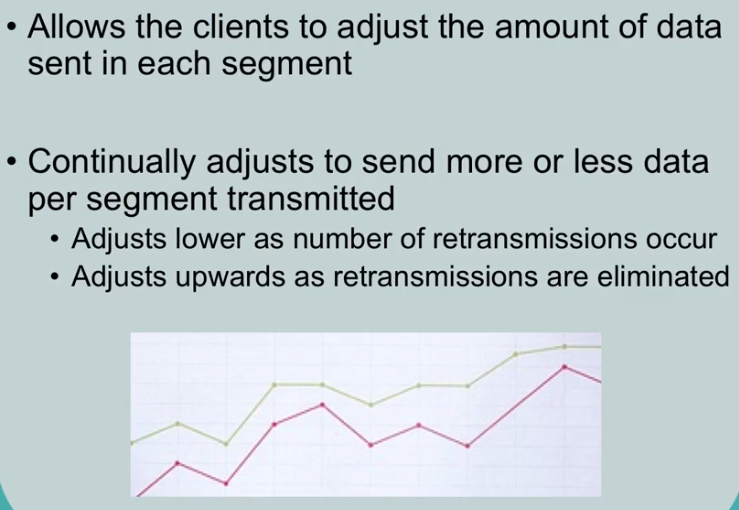 • Allows the clients to adjust the amount of data
sent in each segment
• Continually adjusts to send more or less data
per segment transmitted
• Adjusts lower as number of retransmissions occur
• Adjusts upwards as retransmissions are eliminated